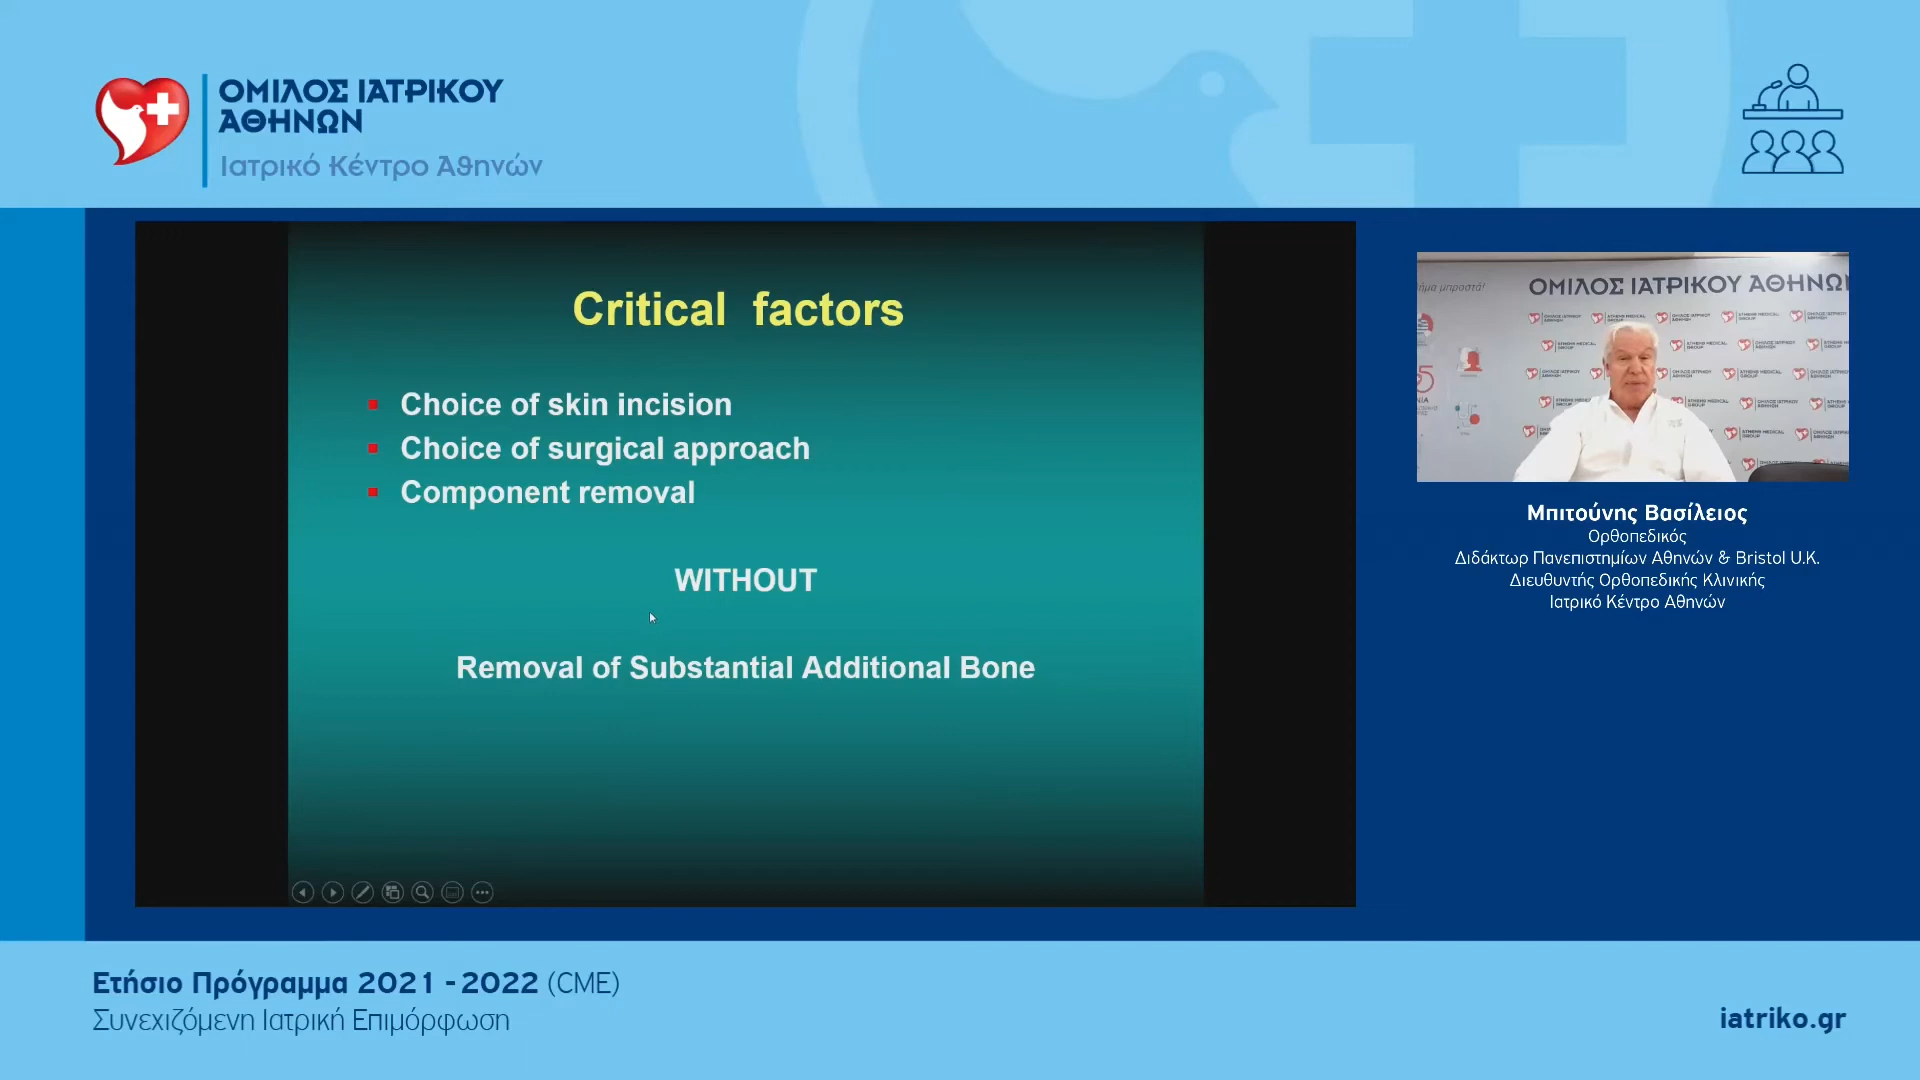 ΟΜΙΛΟΣ ΙΑΤΡΙΚΟΥ
ΑΘΗΝΩΝ
Ιατρικό Κέντρο Αθηνών
Critical factors
Choice of skin incision
Choice of surgical approach
Component removal
WITHOUT
Removal of Substantial Additional Bone
ΟΜΙΛΟΣ ΙΑΤΡΙΚΟΥ ΑΘΗΝΩΝ
Μπιτούνης Βασίλειος
Ορθοπεδικός
Διδάκτωρ Πανεπιστημίων Αθηνών & Bristol U.K.
Διευθυντής Ορθοπεδικής Κλινικής
Ιατρικό Κέντρο Αθηνών
Ετήσιο Πρόγραμμα 2021 - 2022 (CME)
Συνεχιζόμενη Ιατρική Επιμόρφωση
iatriko.gr